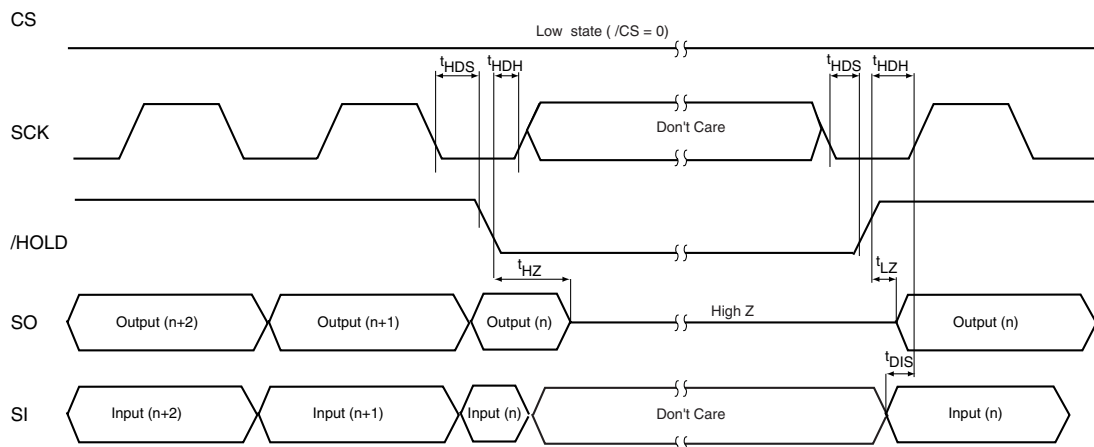 CS
Low state ( /CS = 0)
tHDS
tHDH
tHDS
tHDH
SCK
Don't Care
/HOLD
tHZ
tLZ
SO
Output (n+2)
Output (n+1)
Output (n)
High Z
Output (n)
tDIS
SI
Input (n+2)
Input (n+1)
Input (n)
Don't Care
Input (n)